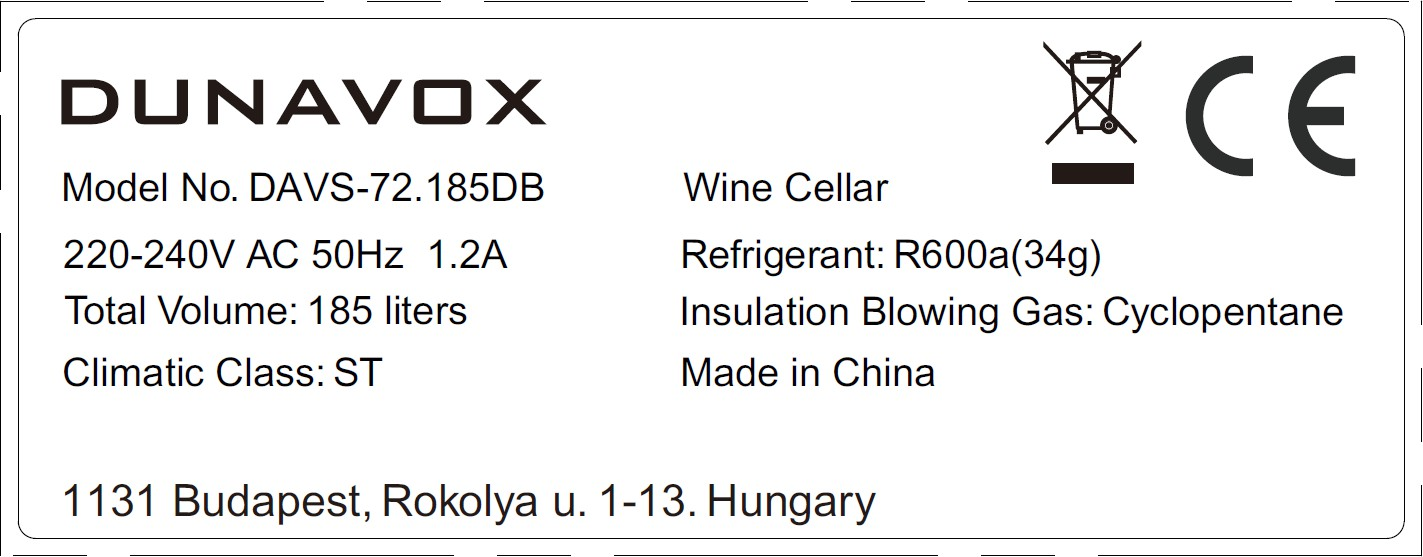 DUNAVOX
CE
Model No. DAVS-72.185DB
Wine Cellar
220-240V AC 50Hz 1.2A
Refrigerant: R600a(34g)
Total Volume: 185 liters
Insulation Blowing Gas: Cyclopentane
Climatic Class: ST
Made in China
1131 Budapest, Rokolya u. 1-13. Hungary